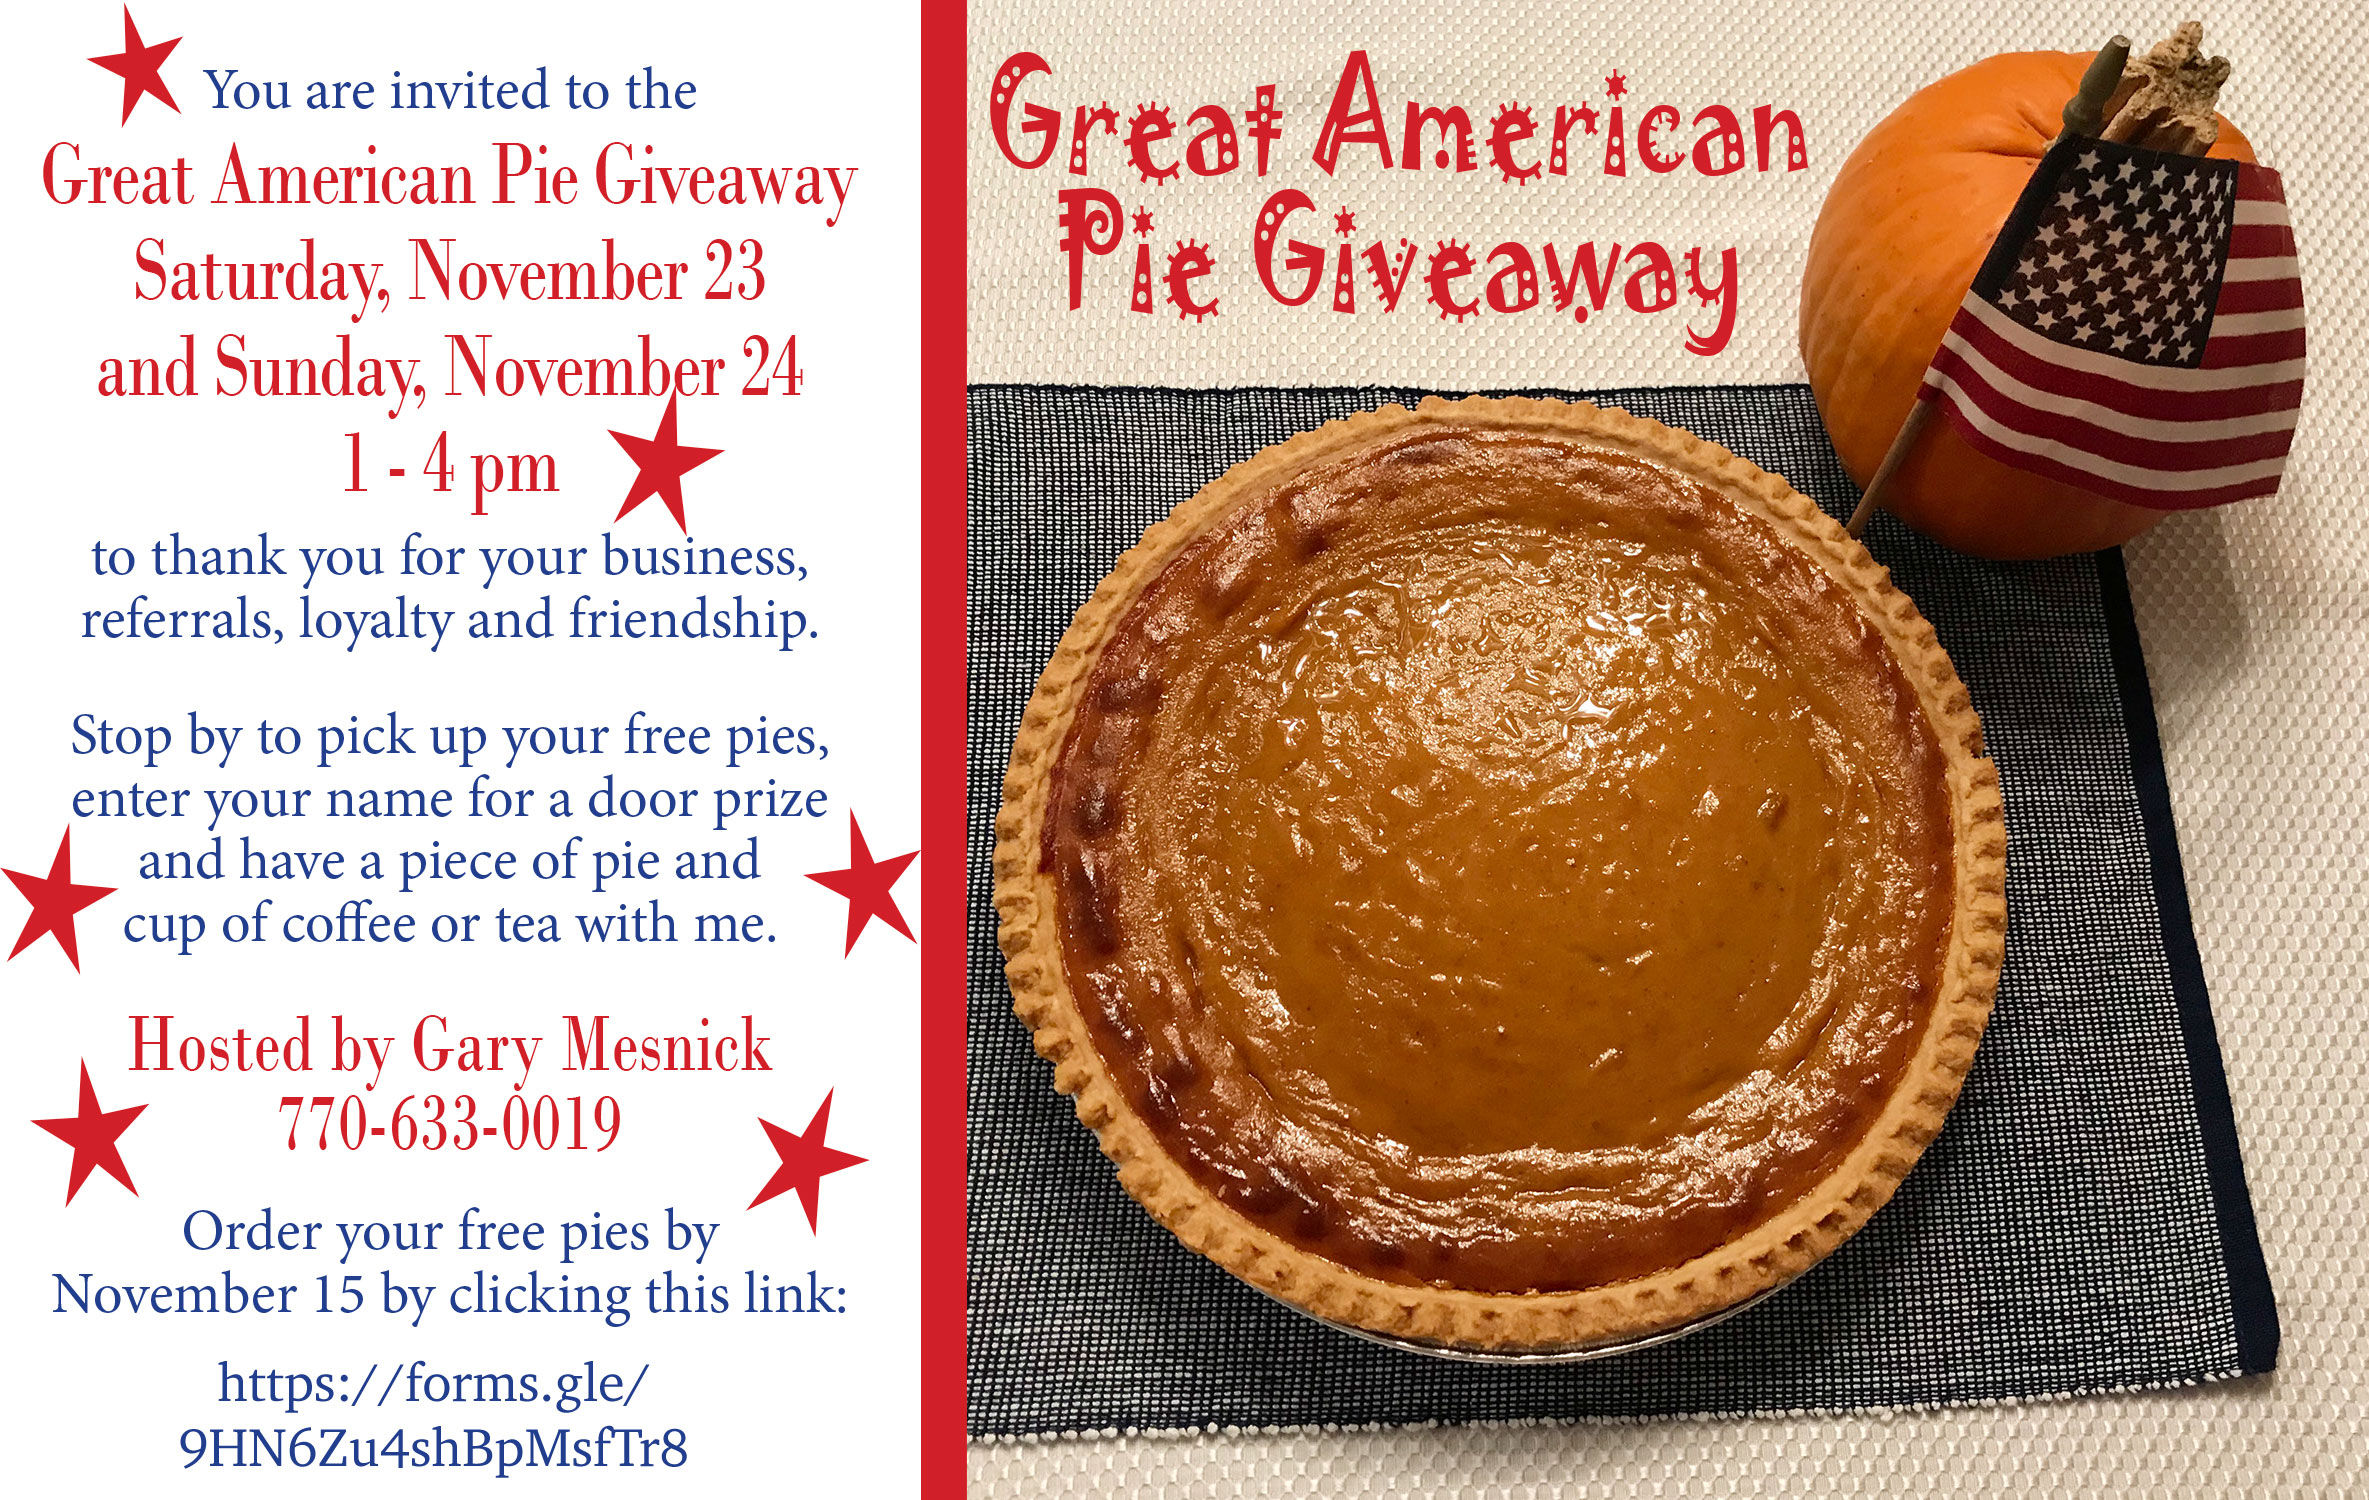 You are invited to the
Great American Pie Giveaway
Saturday, November 23
and Sunday, November 24
1 - 4 pm
to thank you for your business,
referrals, loyalty and friendship.
Stop by to pick up your free pies,
enter your name for a door prize
and have a piece of pie and
cup of coffee or tea with me.
Hosted by Gary Mesnick
770-633-0019
Order your free pies by
November 15 by clicking this link:
https://forms.gle/
9HN6Zu4shBpMsfTr8
Great American
Pie Giveaway